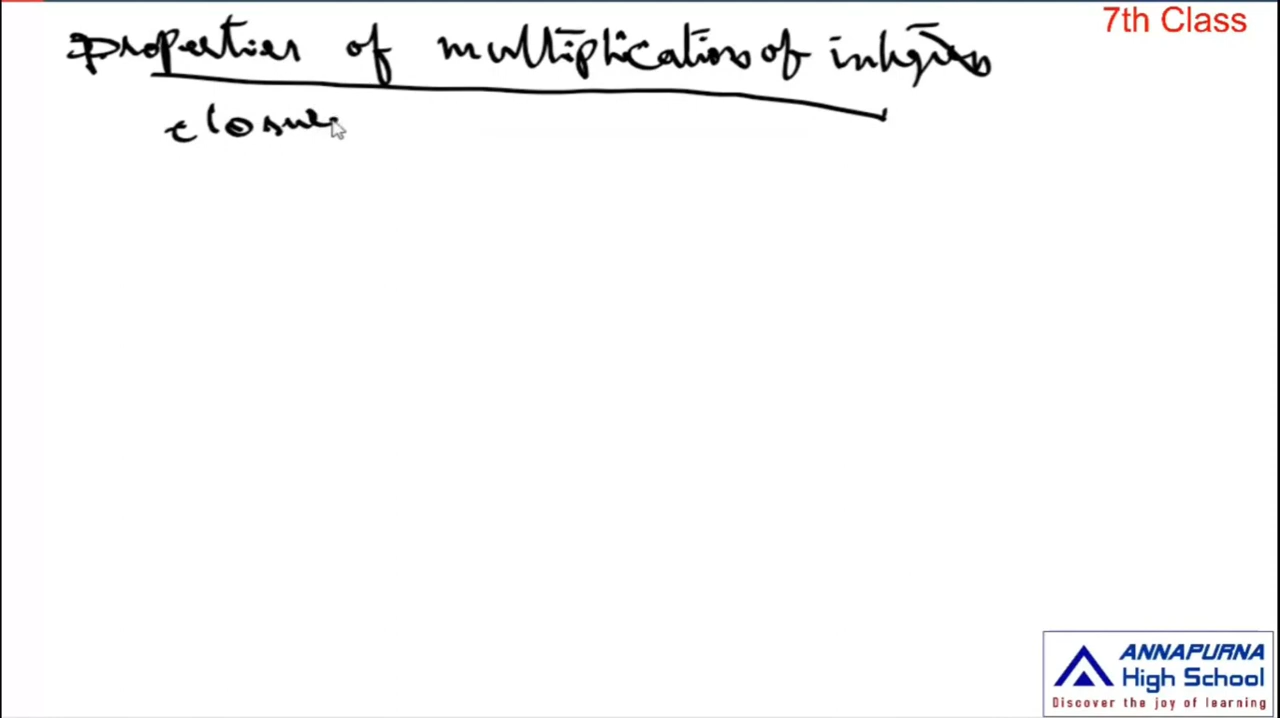 7th Class
properties of multiplication of integers
closure
ANNAPURNA
High School
Discover the joy of learning